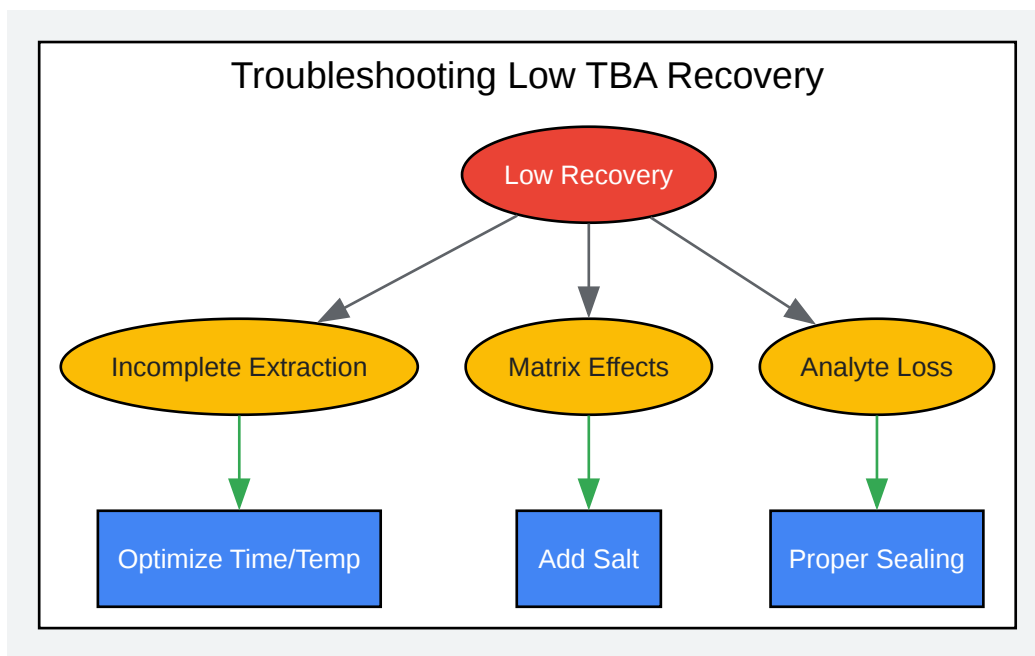 Troubleshooting Low TBA Recovery
Low Recovery
Incomplete Extraction
Matrix Effects
Analyte Loss
Optimize Time/Temp
Add Salt
Proper Sealing